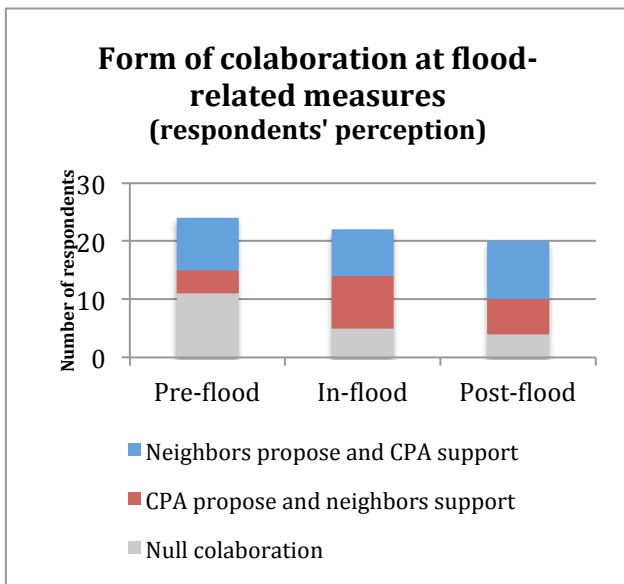 Form of colaboration at flood-
related measures
(respondents' perception)
Number of respondents
30
20
10
0
Pre-flood In-flood Post-flood
Neighbors propose and CPA support
CPA propose and neighbors support
Null colaboration